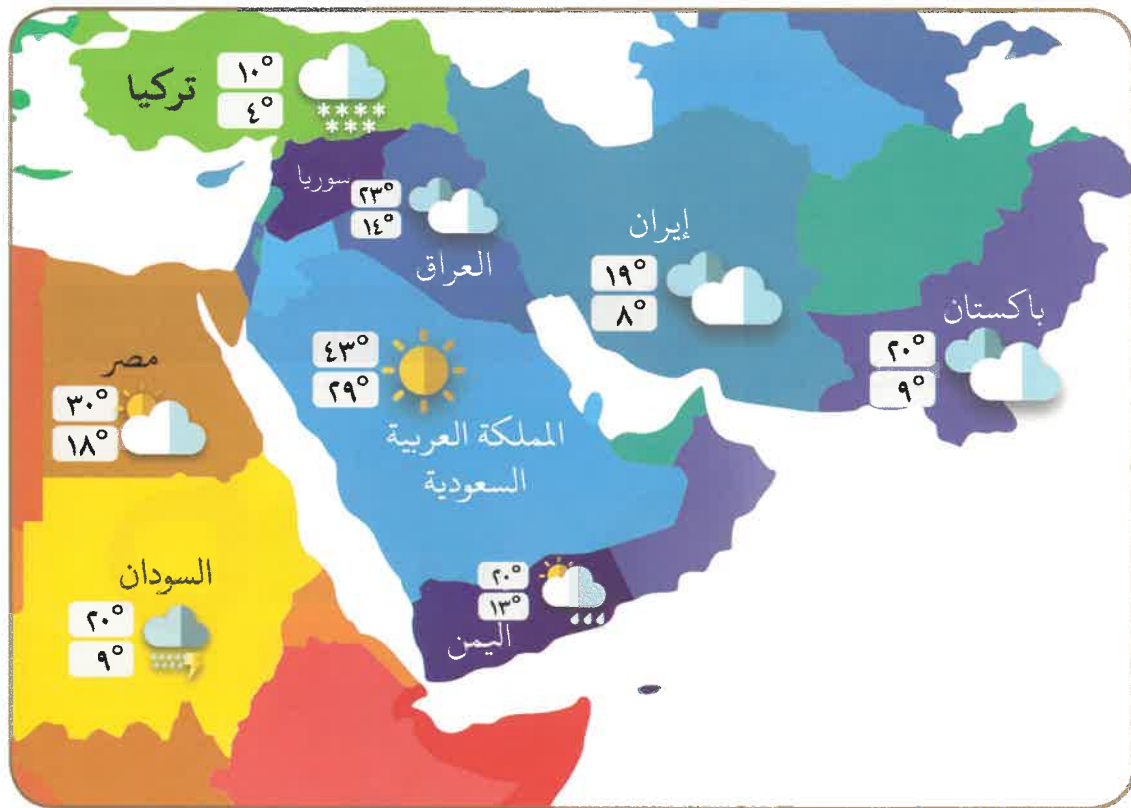 تركيا
١٠°
٤°
سوريا
٢٣°
١٤°
العراق
إيران
١٩°
٨°
باكستان
٢٠°
٩°
مصر
٣٠°
١٨°
٤٣°
٢٩°
المملكة العربية
السعودية
السودان
٢٠°
٩°
٢٠°
١٣°
اليمن